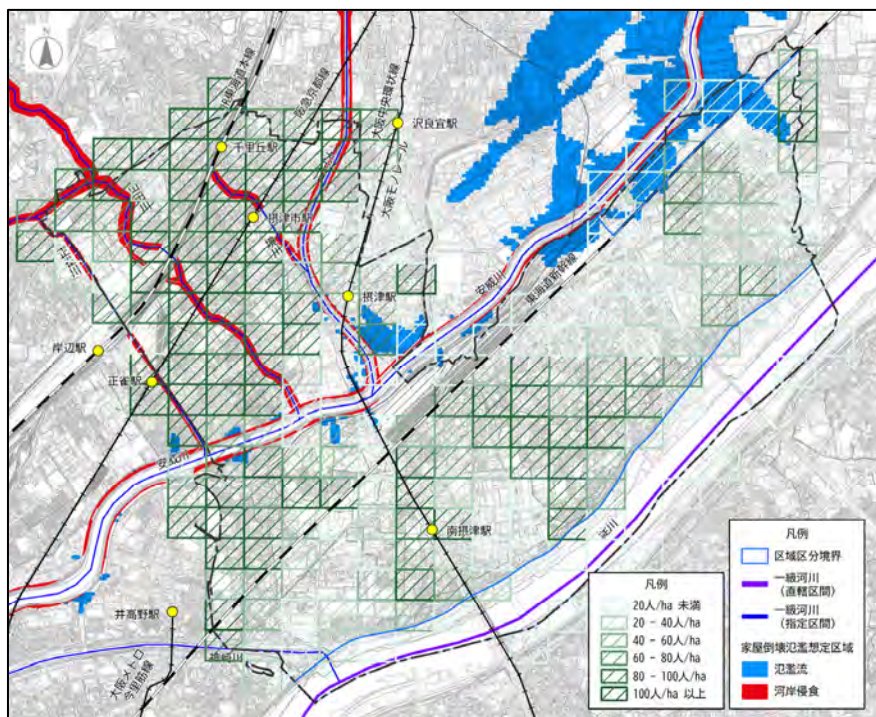 N
JR東海道本線
阪急京都線
大阪中央環状線
沢良宜駅
千里丘駅
大阪モノレール
摂津市駅
摂津駅
安威川
東海道新幹線
岸辺駅
正雀駅
安威川
南摂津駅
淀川
井高野駅
大阪メトロ
今里筋線
神崎川
凡例
20人/ha 未満
20 - 40人/ha
40 - 60人/ha
60 - 80人/ha
80 - 100人/ha
100人/ha 以上
凡例
区域区分境界
一級河川
(直轄区間)
一級河川
(指定区間)
家屋倒壊氾濫想定区域
氾濫流
河岸侵食